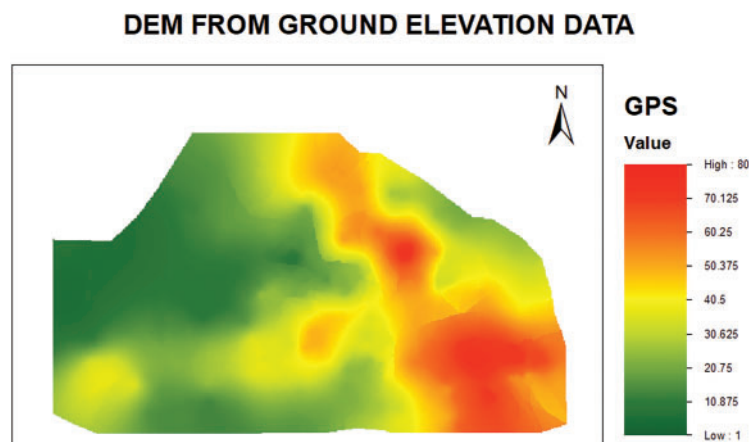 DEM FROM GROUND ELEVATION DATA
N
GPS
Value
High : 80
70.125
60.25
50.375
40.5
30.625
20.75
10.875
Low : 1